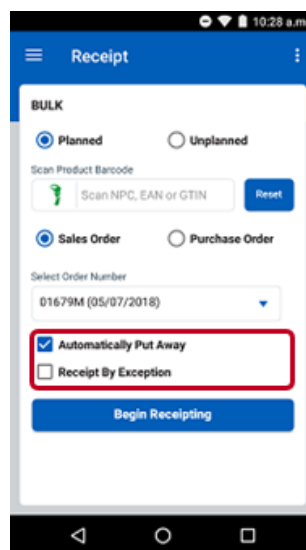 10:28 a.m
Receipt
BULK
Planned Unplanned
Scan Product Barcode
Scan NPC, EAN or GTIN Reset
Sales Order Purchase Order
Select Order Number
01679M (05/07/2018)
Automatically Put Away
Receipt By Exception
Begin Receipting